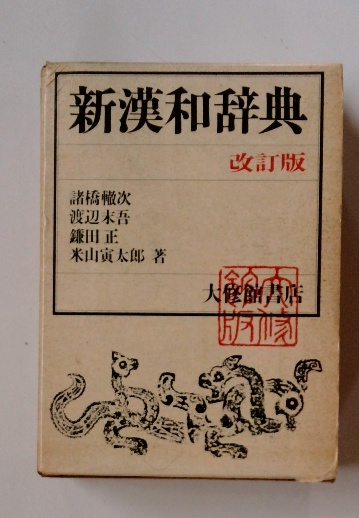 新漢和辞典
改訂版
諸橋轍次
渡辺末吾
鎌田正
米山寅太郎 著
大修館書店